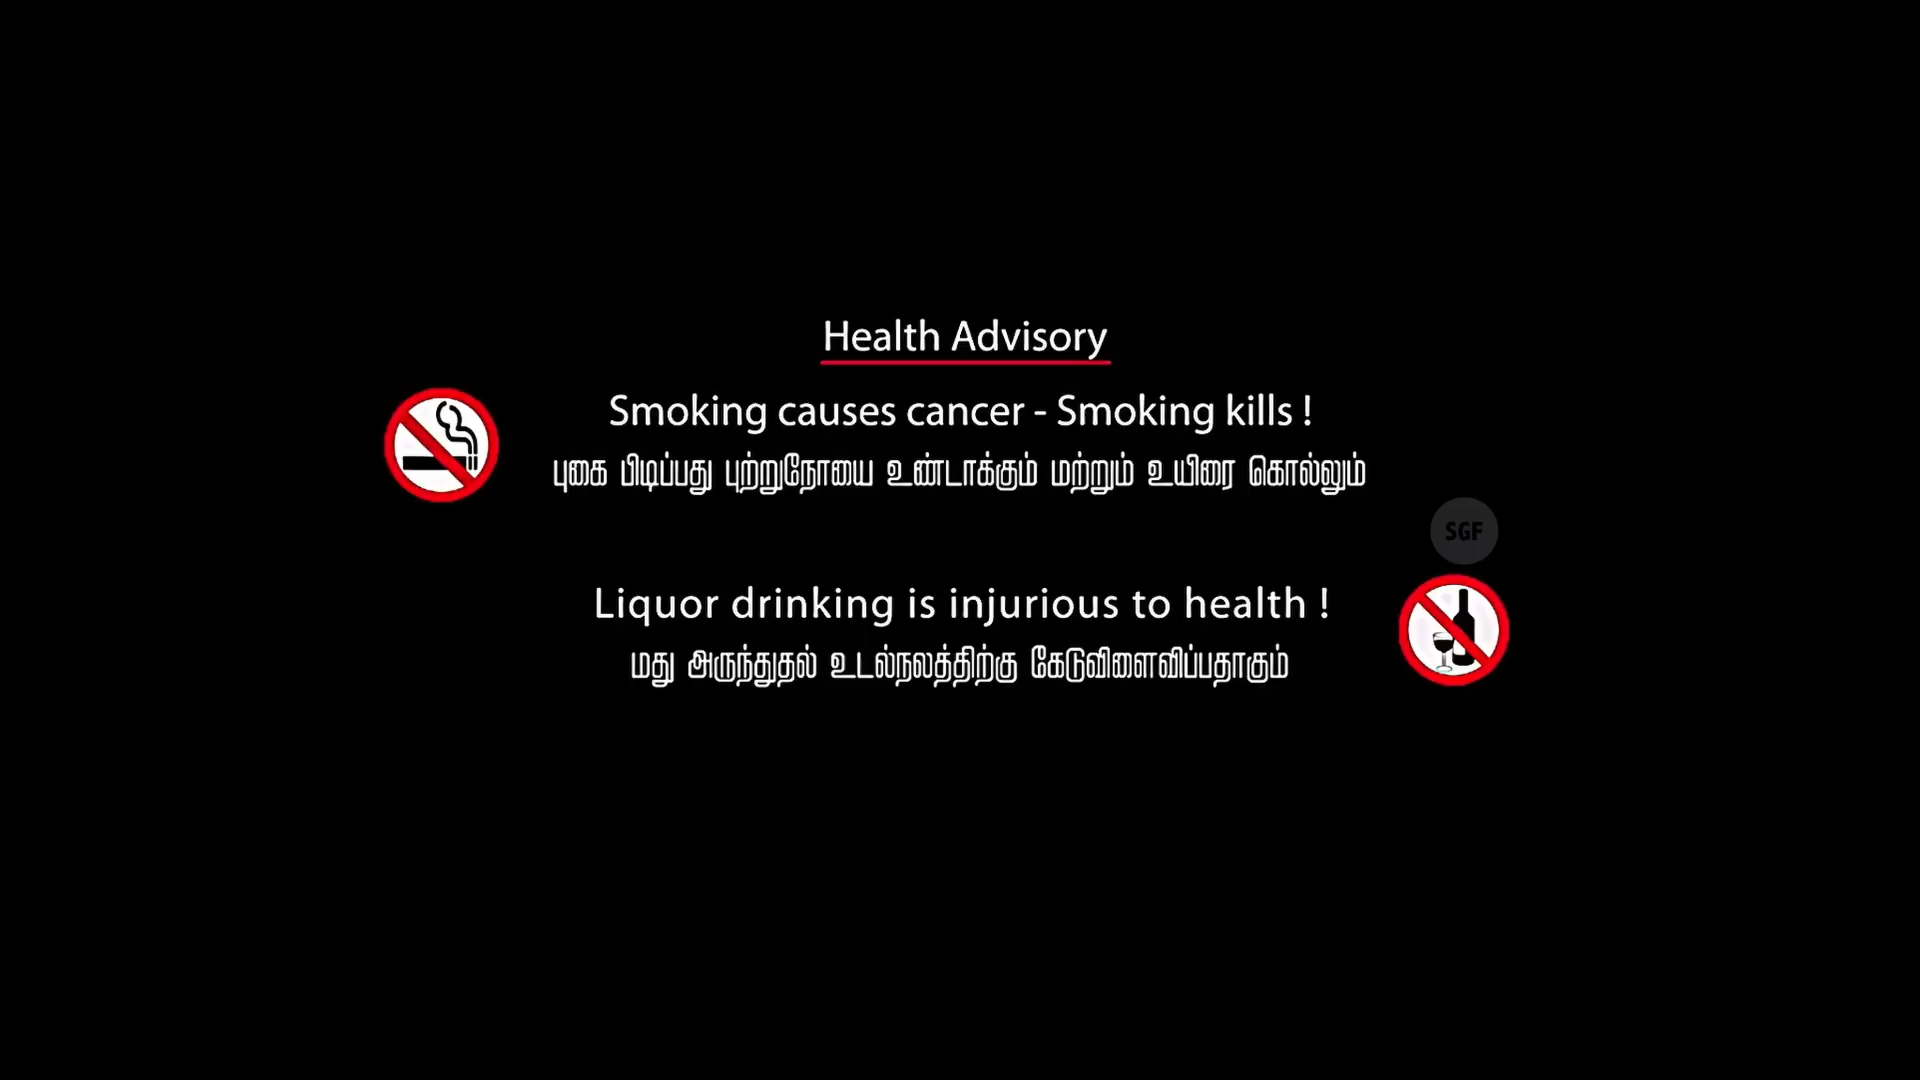 Health Advisory
Smoking causes cancer - Smoking kills !
புகை பிடிப்பது புற்றுநோயை உண்டாக்கும் மற்றும் உயிரை கொல்லும்
SGF
Liquor drinking is injurious to health !
மது அருந்துதல் உடல்நலத்திற்கு கேடுவிளைவிப்பதாகும்